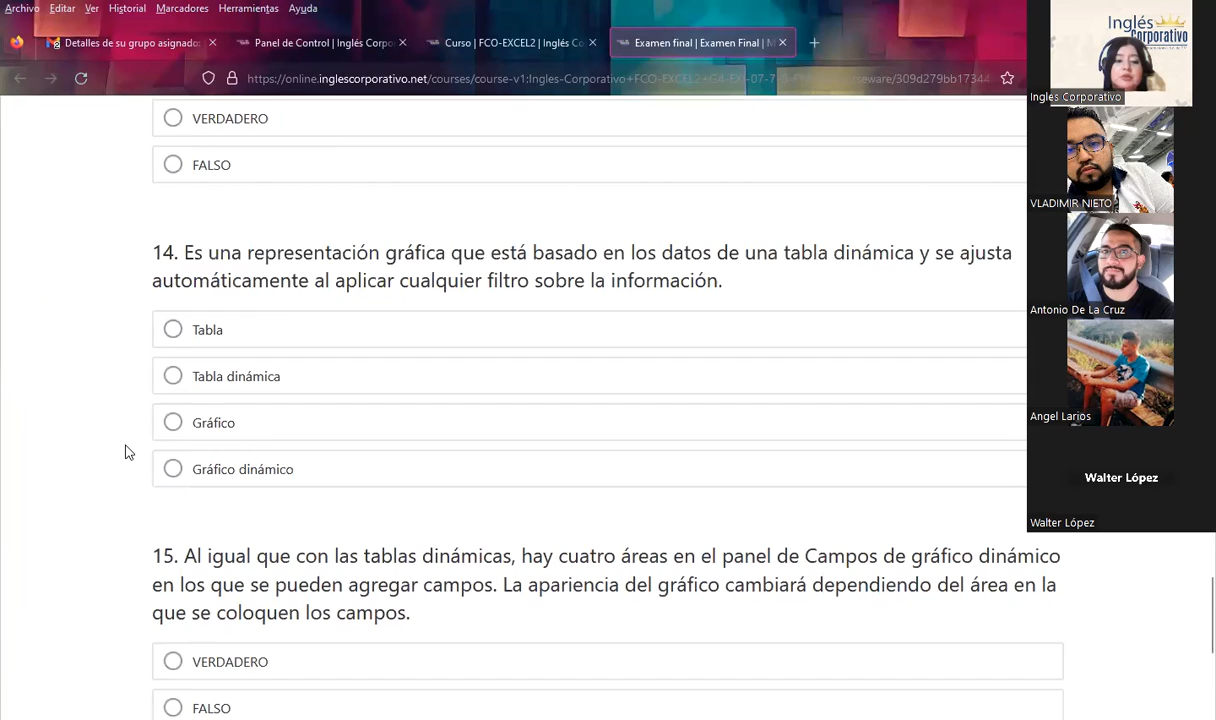 Archivo Editar Ver Historial Marcadores Herramientas Ayuda
Detalles de su grupo asignado:
Panel de Control | Inglés Corpo
Curso | FCO-EXCEL2 | Inglés Co
Examen final | Examen Final |
https://online.inglescorporativo.net/courses/course-v1:Ingles-Corporativo+FCO-EXCEL2+G4-EX
Inglés
Corporativo
Ingles Corporativo
VERDADERO
FALSO
VLADIMIR NIETO
14. Es una representación gráfica que está basado en los datos de una tabla dinámica y se ajusta
automáticamente al aplicar cualquier filtro sobre la información.
Antonio De La Cruz
Tabla
Tabla dinámica
Gráfico
Gráfico dinámico
Angel Larios
Walter López
Walter López
15. Al igual que con las tablas dinámicas, hay cuatro áreas en el panel de Campos de gráfico dinámico
en los que se pueden agregar campos. La apariencia del gráfico cambiará dependiendo del área en la
que se coloquen los campos.
VERDADERO
FALSO